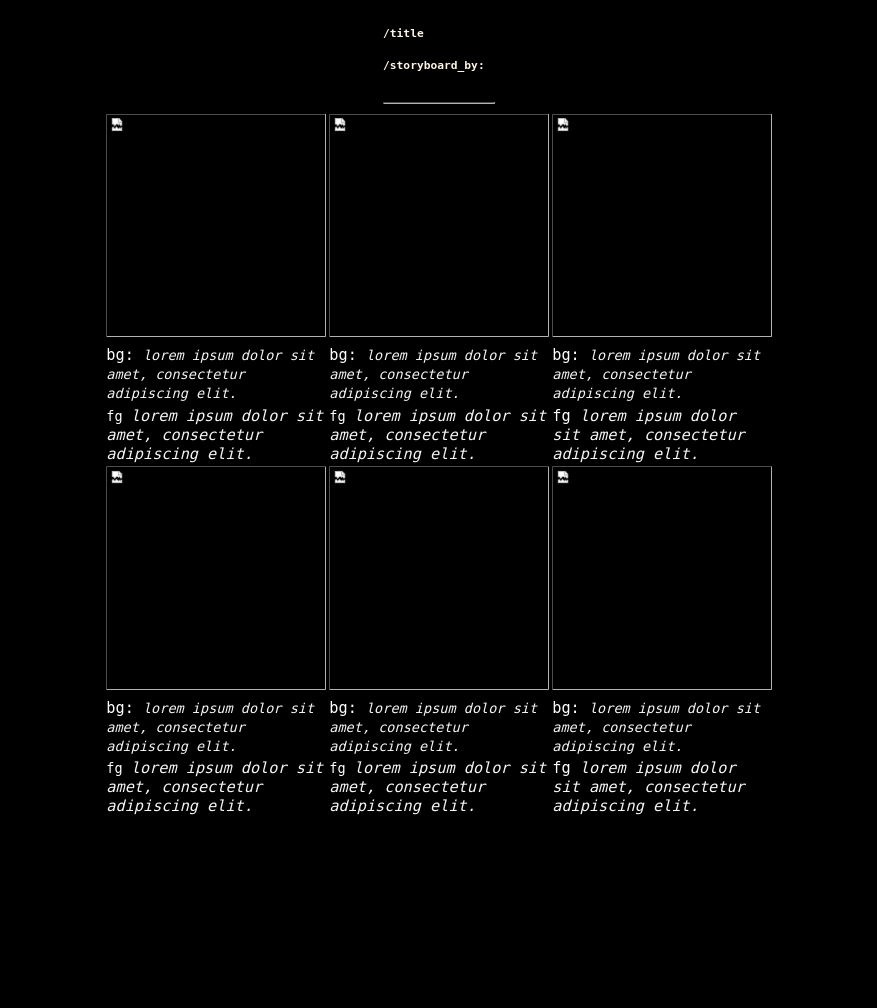 /title
/storyboard_by:
bg: lorem ipsum dolor sit
amet, consectetur
adipiscing elit.
fg lorem ipsum dolor sit
amet, consectetur
adipiscing elit.
bg: lorem ipsum dolor sit
amet, consectetur
adipiscing elit.
fg lorem ipsum dolor sit
amet, consectetur
adipiscing elit.
bg: lorem ipsum dolor sit
amet, consectetur
adipiscing elit.
fg lorem ipsum dolor
sit amet, consectetur
adipiscing elit.
bg: lorem ipsum dolor sit
amet, consectetur
adipiscing elit.
fg lorem ipsum dolor sit
amet, consectetur
adipiscing elit.
bg: lorem ipsum dolor sit
amet, consectetur
adipiscing elit.
fg lorem ipsum dolor sit
amet, consectetur
adipiscing elit.
bg: lorem ipsum dolor sit
amet, consectetur
adipiscing elit.
fg lorem ipsum dolor
sit amet, consectetur
adipiscing elit.